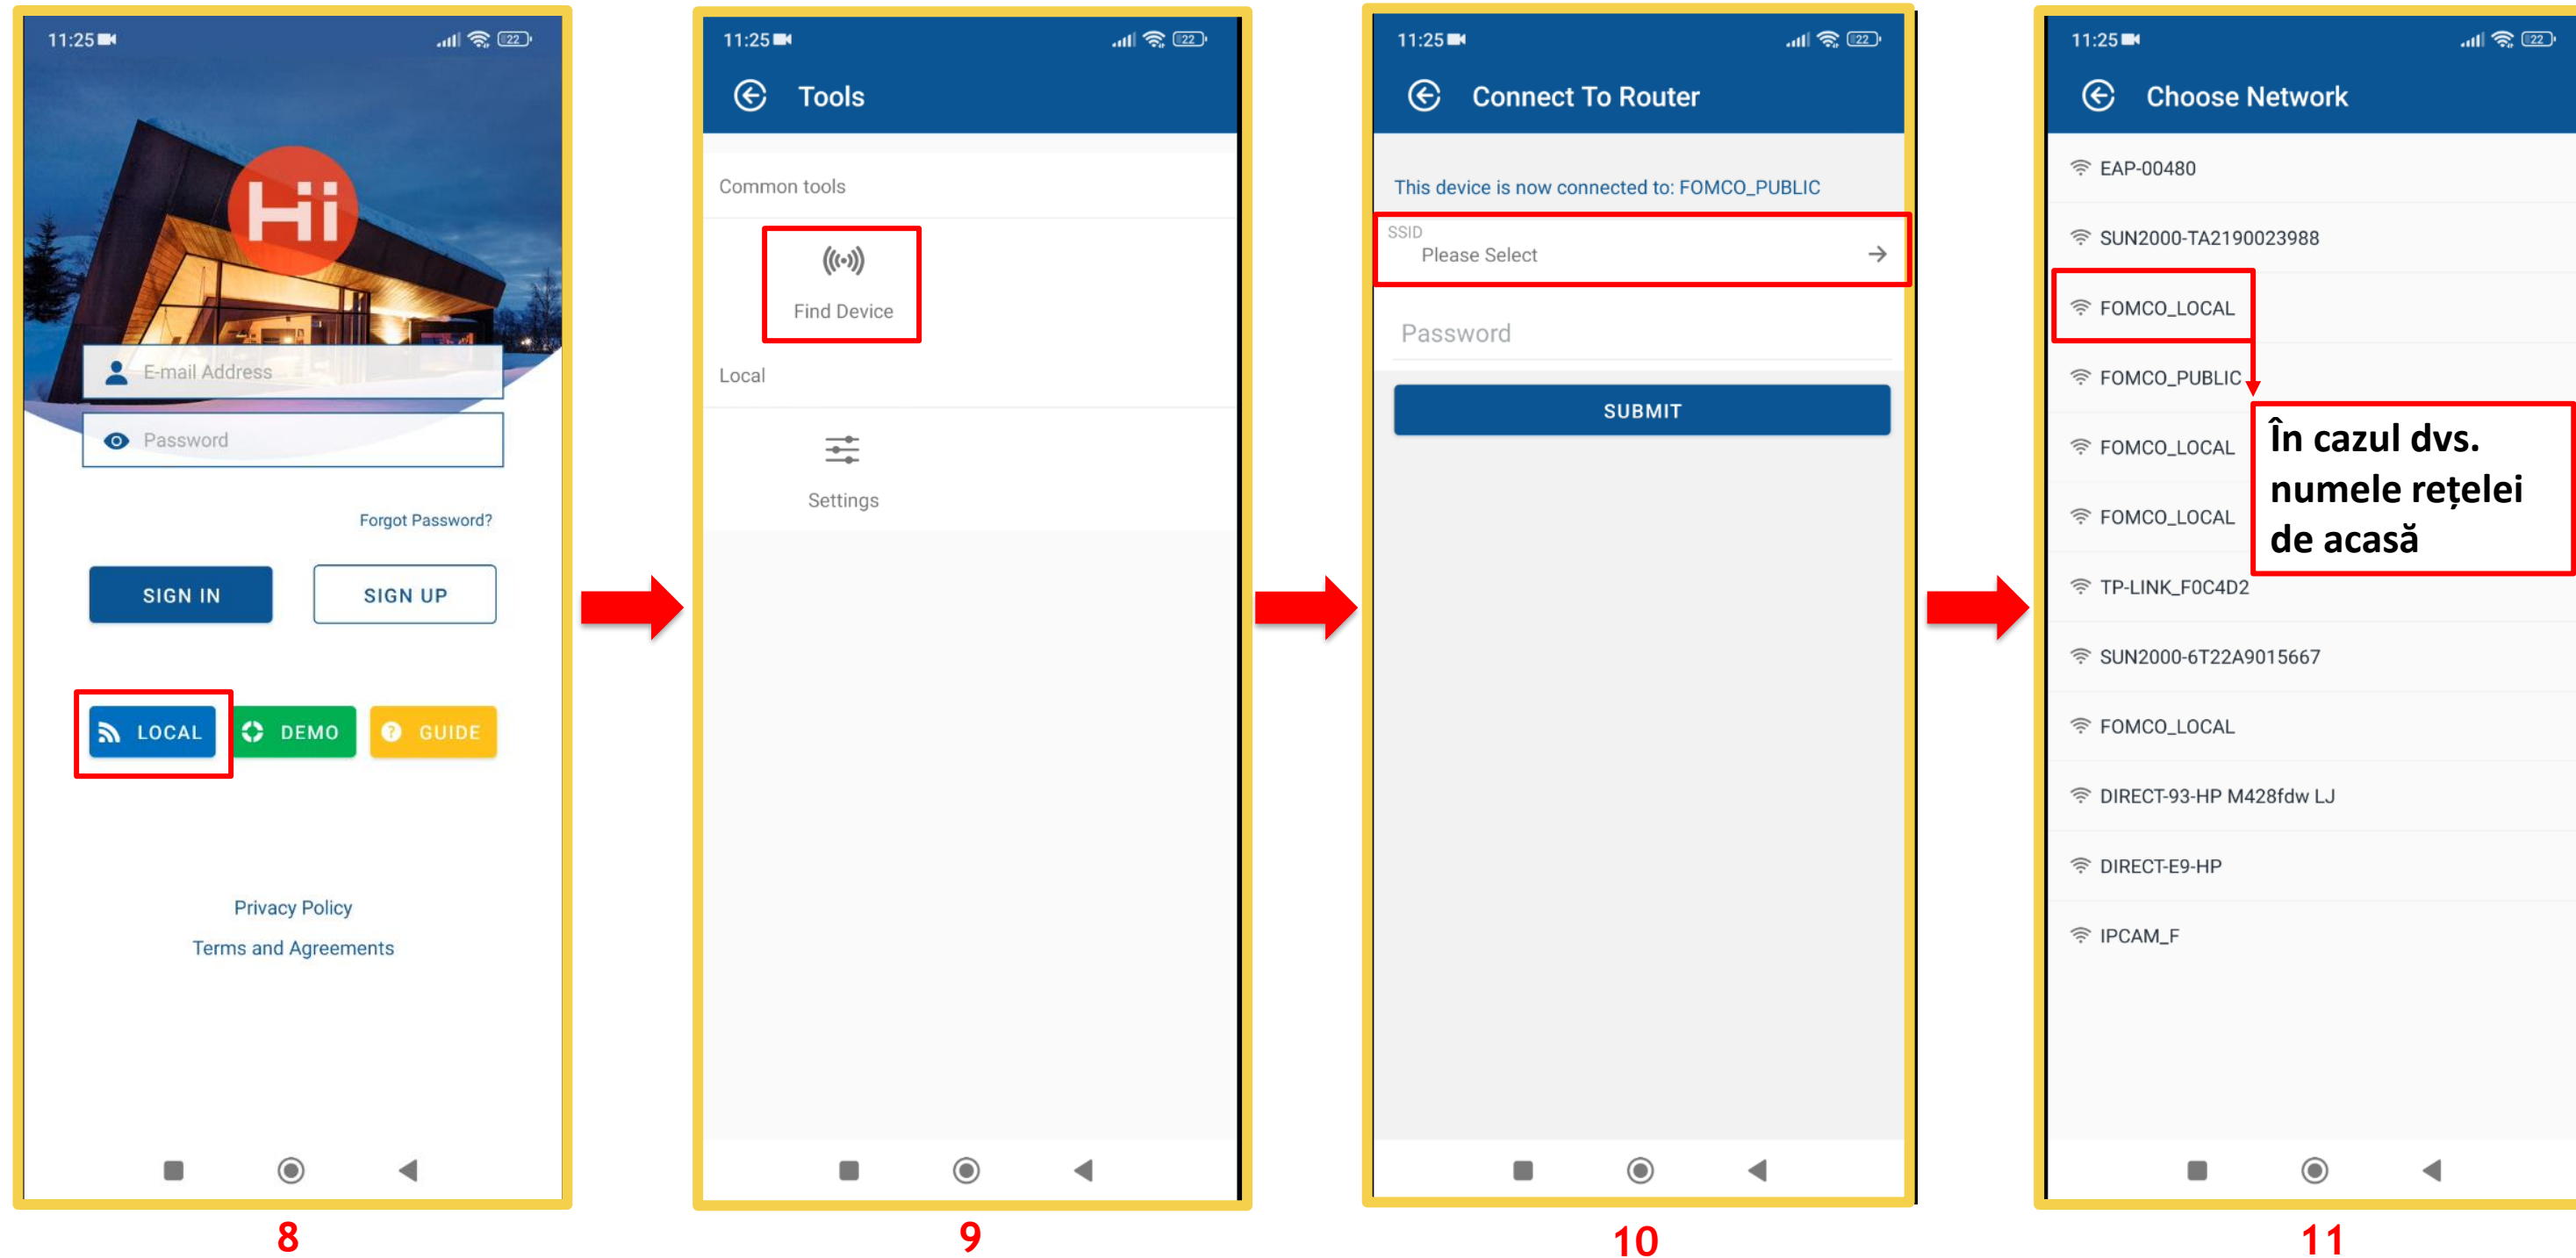 11:25
22
Hi
E-mail Address
Password
Forgot Password?
SIGN IN
SIGN UP
LOCAL
DEMO
? GUIDE
Privacy Policy
Terms and Agreements
8
11:25
22
Tools
Common tools
Find Device
Local
Settings
9
11:25
22
Connect To Router
This device is now connected to: FOMCO_PUBLIC
SSID
Please Select
Password
SUBMIT
10
11:25
22
Choose Network
EAP-00480
SUN2000-TA2190023988
FOMCO_LOCAL
FOMCO_PUBLIC
FOMCO_LOCAL
FOMCO_LOCAL
TP-LINK_F0C4D2
SUN2000-6T22A9015667
FOMCO_LOCAL
DIRECT-93-HP M428fdw LJ
DIRECT-E9-HP
IPCAM_F
În cazul dvs.
numele rețelei
de acasă
11